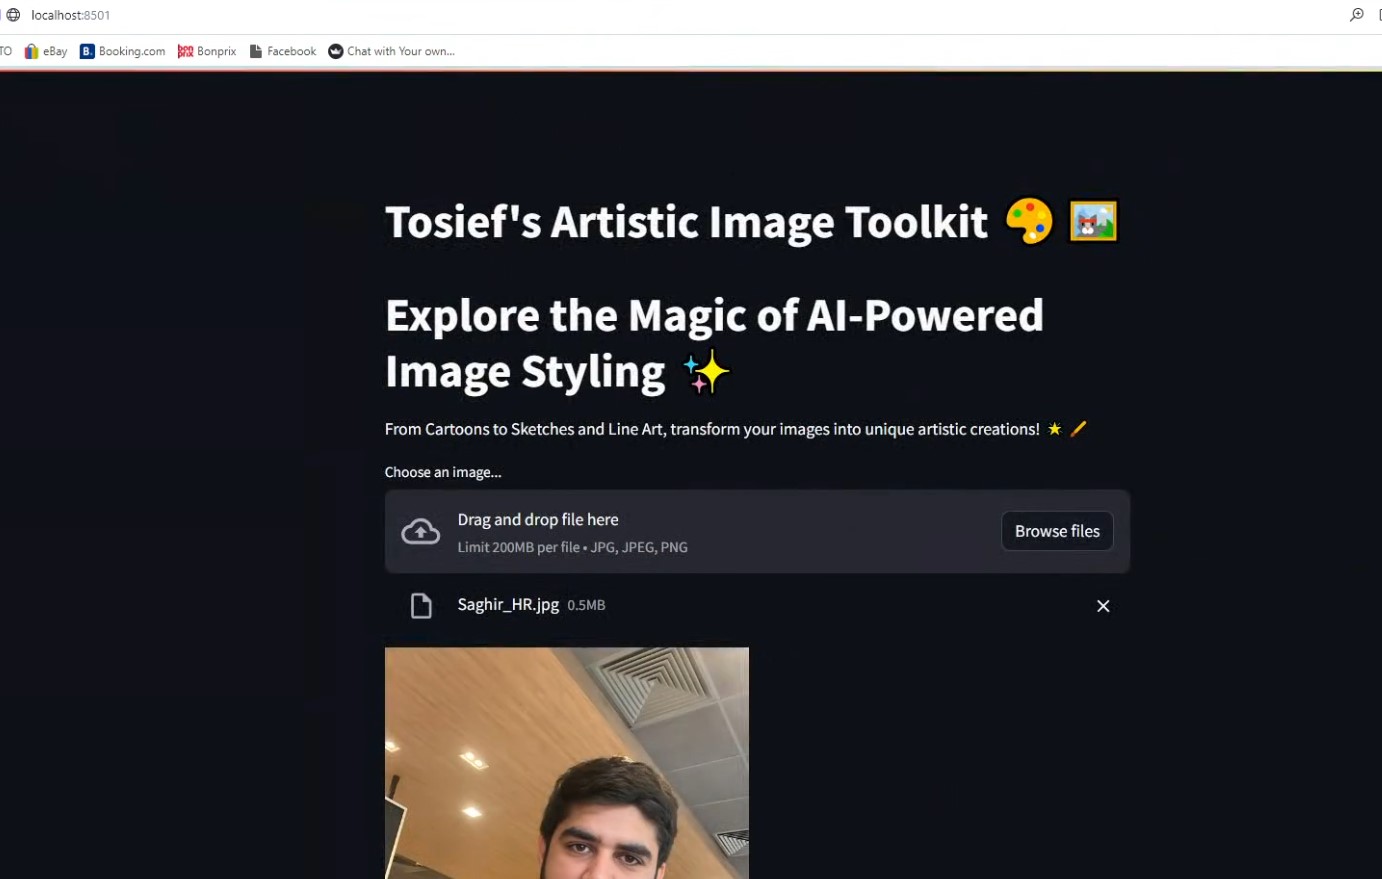 localhost:8501
TO eBay B. Booking.com bon prix Bonprix Facebook Chat with Your own...
Tosief's Artistic Image Toolkit
Explore the Magic of AI-Powered
Image Styling
From Cartoons to Sketches and Line Art, transform your images into unique artistic creations!
Choose an image...
Drag and drop file here
Limit 200MB per file • JPG, JPEG, PNG
Browse files
Saghir_HR.jpg 0.5MB